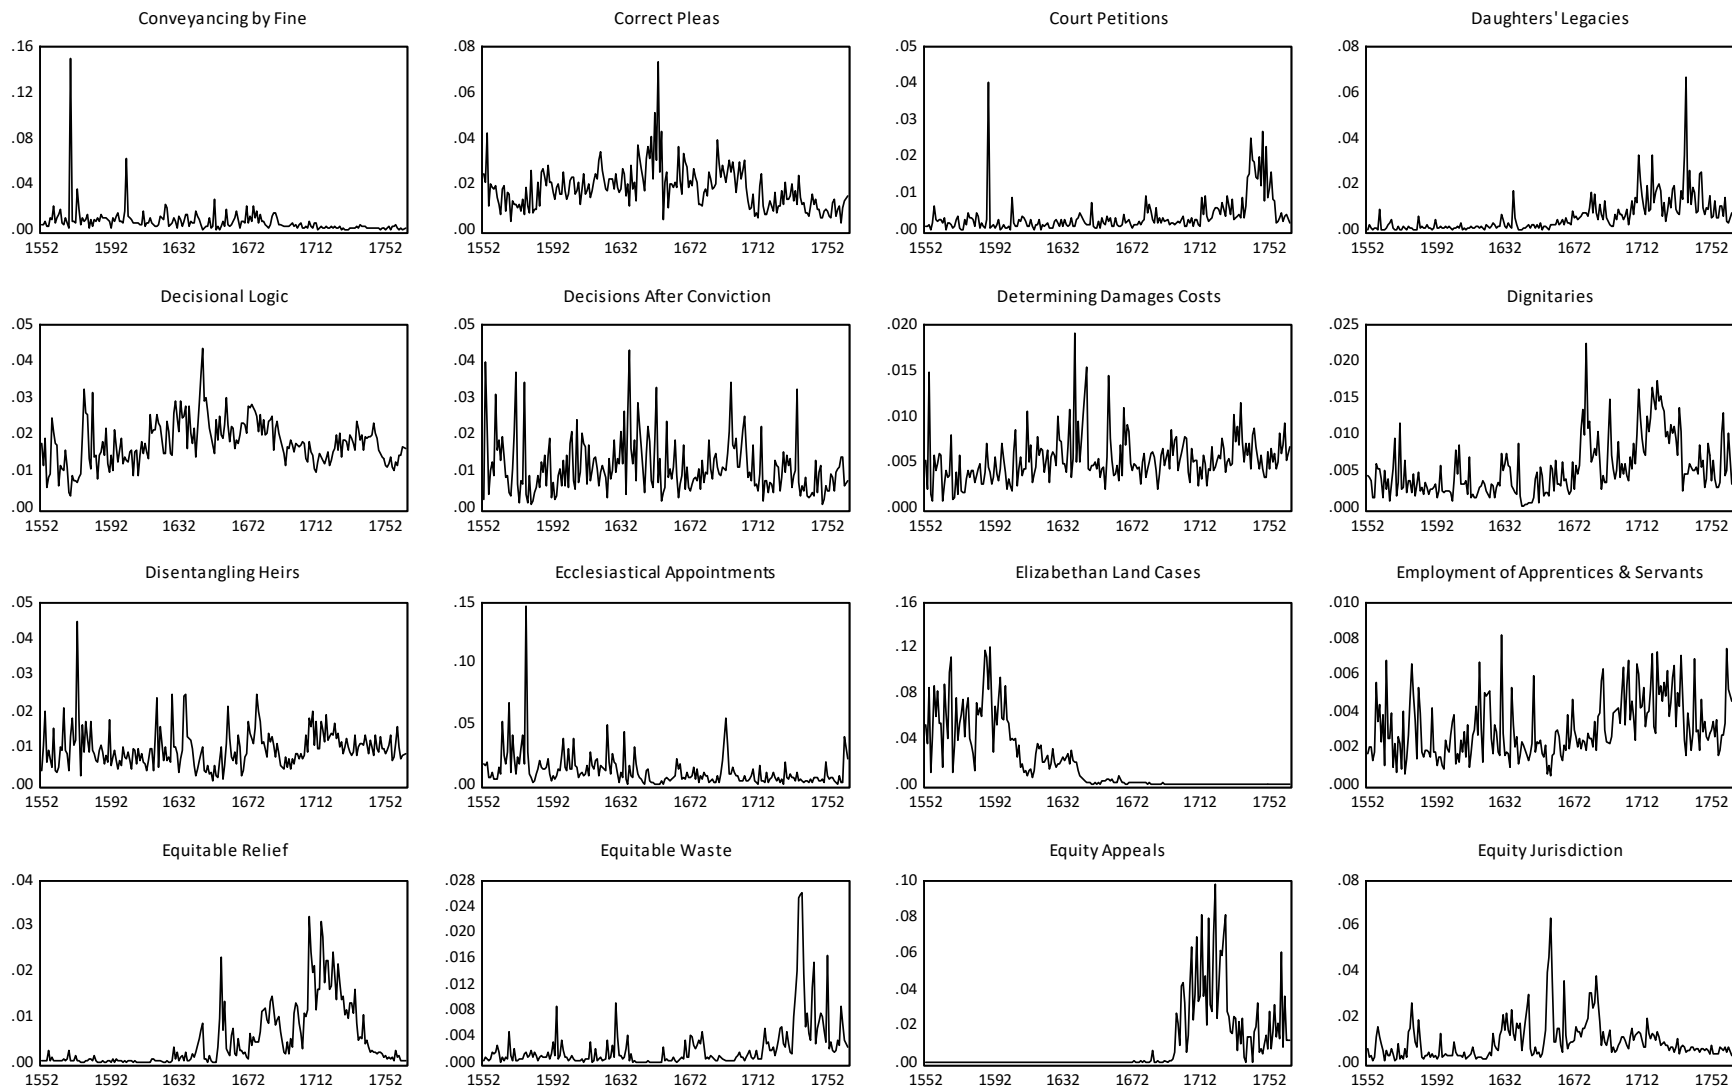 Conveyancing by Fine
.16
.12
.08
.04
.00
1552 1592 1632 1672 1712 1752
Correct Pleas
.08
.06
.04
.02
.00
1552 1592 1632 1672 1712 1752
Court Petitions
.05
.04
.03
.02
.01
.00
1552 1592 1632 1672 1712 1752
Daughters' Legacies
.08
.06
.04
.02
.00
1552 1592 1632 1672 1712 1752
Decisional Logic
.05
.04
.03
.02
.01
.00
1552 1592 1632 1672 1712 1752
Decisions After Conviction
.05
.04
.03
.02
.01
.00
1552 1592 1632 1672 1712 1752
Determining Damages Costs
.020
.015
.010
.005
.000
1552 1592 1632 1672 1712 1752
Dignitaries
.025
.020
.015
.010
.005
.000
1552 1592 1632 1672 1712 1752
Disentangling Heirs
.05
.04
.03
.02
.01
.00
1552 1592 1632 1672 1712 1752
Ecclesiastical Appointments
.15
.10
.05
.00
1552 1592 1632 1672 1712 1752
Elizabethan Land Cases
.16
.12
.08
.04
.00
1552 1592 1632 1672 1712 1752
Employment of Apprentices & Servants
.010
.008
.006
.004
.002
.000
1552 1592 1632 1672 1712 1752
Equitable Relief
.04
.03
.02
.01
.00
1552 1592 1632 1672 1712 1752
Equitable Waste
.028
.024
.020
.016
.012
.008
.004
.000
1552 1592 1632 1672 1712 1752
Equity Appeals
.10
.08
.06
.04
.02
.00
1552 1592 1632 1672 1712 1752
Equity Jurisdiction
.08
.06
.04
.02
.00
1552 1592 1632 1672 1712 1752